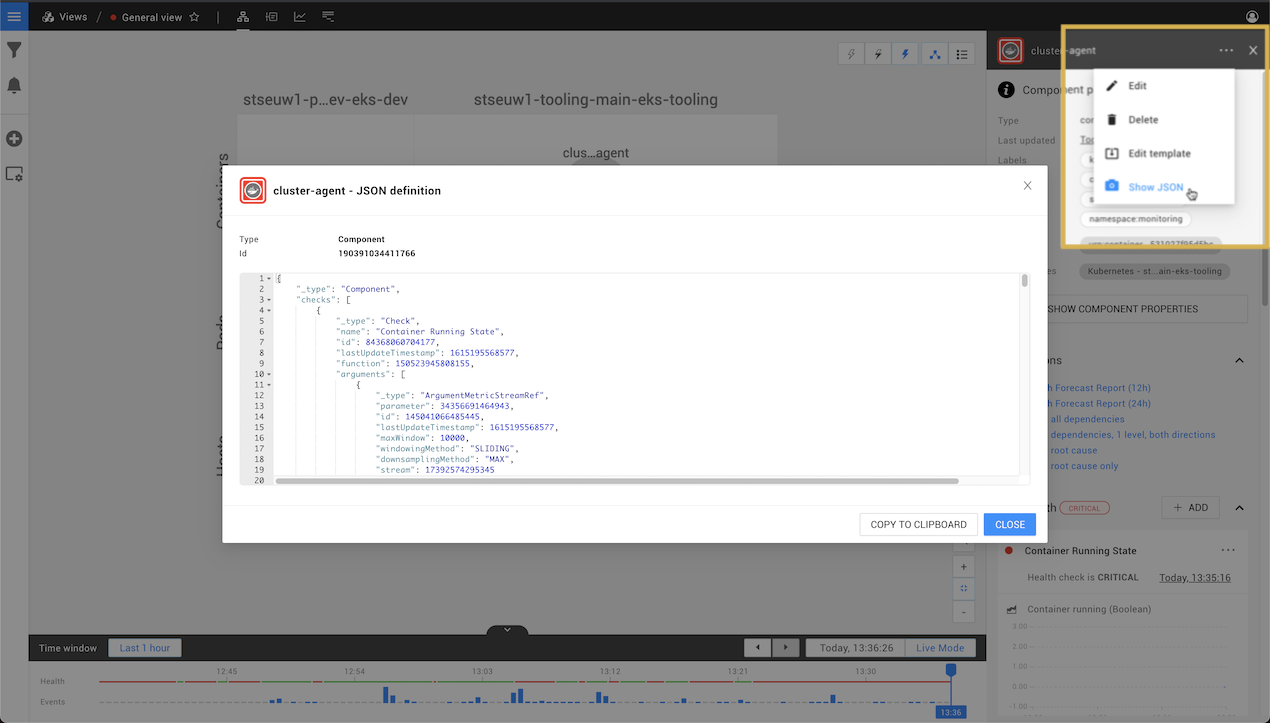 Views / General view
cluster-agent
Edit
Delete
Edit template
Show JSON
Component p
Type
Last updated
Labels
namespace:monitoring
Kubernetes - st...ain-eks-tooling
SHOW COMPONENT PROPERTIES
stseuw1-p...ev-eks-dev
stseuw1-tooling-main-eks-tooling
clus...agent
Containers
cluster-agent - JSON definition
Type Component
Id 190391034411766
1 {
2 "_type": "Component",
3 "checks": [
4 {
5 "_type": "Check",
6 "name": "Container Running State",
7 "id": 84368060704177,
8 "lastUpdateTimestamp": 1615195568577,
9 "function": 150523945808155,
10 "arguments": [
11 {
12 "_type": "ArgumentMetricStreamRef",
13 "parameter": 34356691464943,
14 "id": 145041066485445,
15 "lastUpdateTimestamp": 1615195568577,
16 "maxWindow": 10000,
17 "windowingMethod": "SLIDING",
18 "downsamplingMethod": "MAX",
19 "stream": 17392574295345
20
COPY TO CLIPBOARD
CLOSE
ons
h Forecast Report (12h)
h Forecast Report (24h)
all dependencies
dependencies, 1 level, both directions
root cause
root cause only
th CRITICAL + ADD
Container Running State
Health check is CRITICAL Today, 13:35:16
Container running (Boolean)
3.00
2.00
1.00
0.00
-1.00
+
-
Time window Last 1 hour Today, 13:36:26 Live Mode
12:45 12:54 13:03 13:12 13:21 13:30
Health
Events
13:36